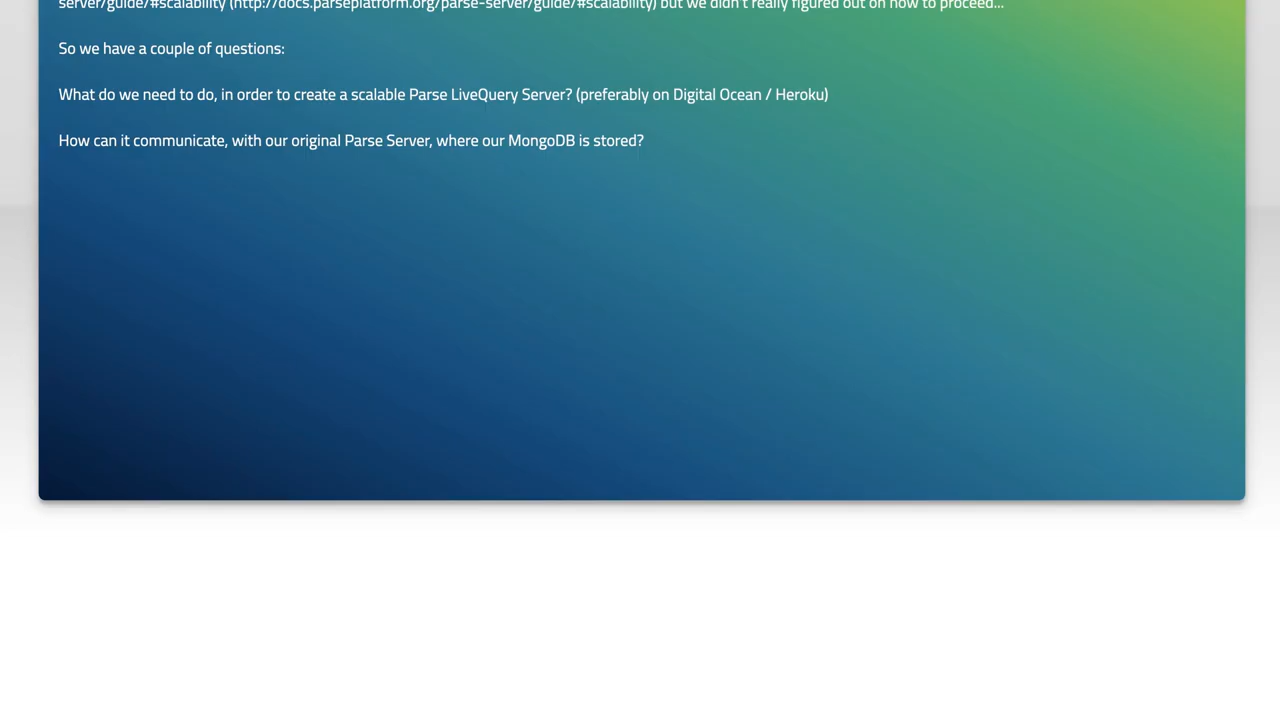 server/guide/#scalability (http://docs.parseplatform.org/parse-server/guide/#scalability) but we didn't really figured out on how to proceed...
So we have a couple of questions:
What do we need to do, in order to create a scalable Parse LiveQuery Server? (preferably on Digital Ocean / Heroku)
How can it communicate, with our original Parse Server, where our MongoDB is stored?